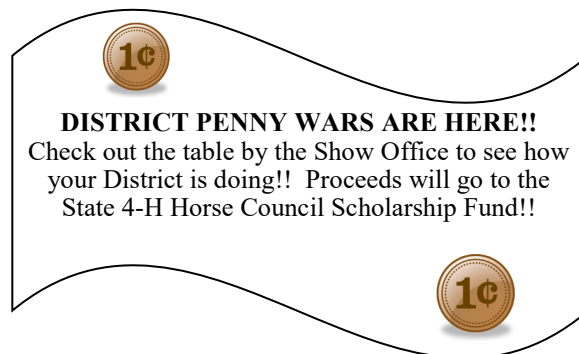 1¢
DISTRICT PENNY WARS ARE HERE!!
Check out the table by the Show Office to see how
your District is doing!!  Proceeds will go to the
State 4-H Horse Council Scholarship Fund!!
1¢